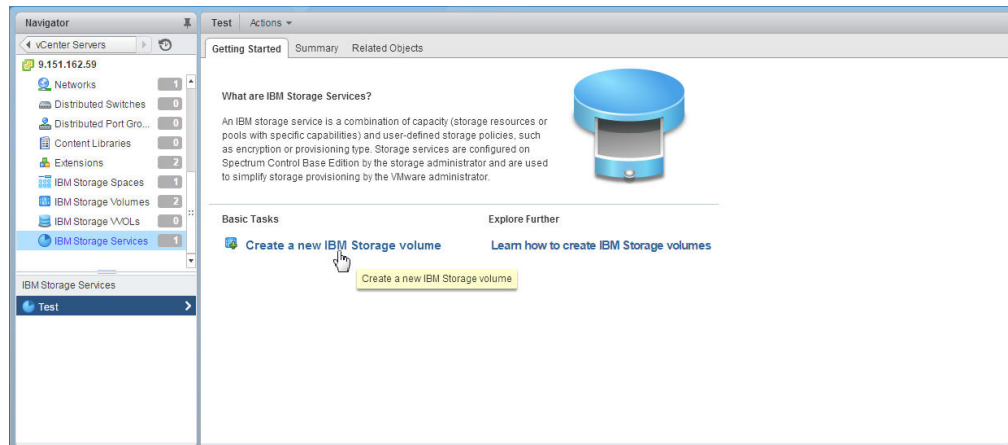 Navigator
vCenter Servers
9.151.162.59
Networks 1
Distributed Switches 0
Distributed Port Gro... 0
Content Libraries 0
Extensions 2
IBM Storage Spaces 1
IBM Storage Volumes 2
IBM Storage VVOLs 0
IBM Storage Services 1
IBM Storage Services
Test
Test Actions
Getting Started Summary Related Objects
What are IBM Storage Services?
An IBM storage service is a combination of capacity (storage resources or
pools with specific capabilities) and user-defined storage policies, such
as encryption or provisioning type. Storage services are configured on
Spectrum Control Base Edition by the storage administrator and are used
to simplify storage provisioning by the VMware administrator.
Basic Tasks
Create a new IBM Storage volume
Create a new IBM Storage volume
Explore Further
Learn how to create IBM Storage volumes